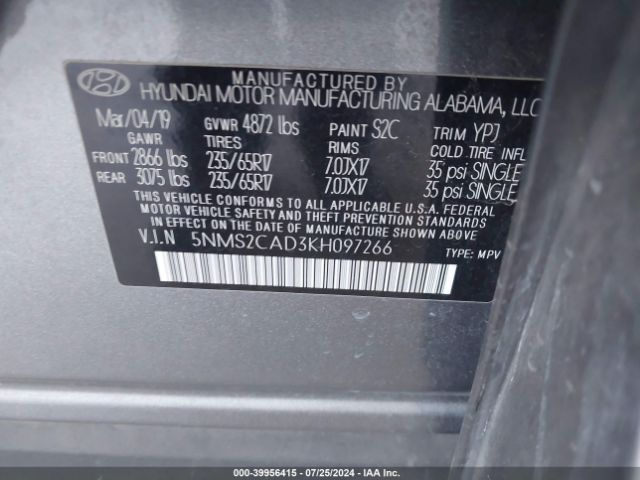 MANUFACTURED BY
HYUNDAI MOTOR MANUFACTURING ALABAMA, LLC
Mar/04/19 GVWR 4872 lbs PAINT S2C TRIM YPJ
GAWR TIRES RIMS COLD TIRE INFL
FRONT 2866 lbs 235/65R17 7.0JX17 35 psi SINGLE
REAR 3075 lbs 235/65R17 7.0JX17 35 psi SINGLE
THIS VEHICLE CONFORMS TO ALL APPLICABLE U.S.A. FEDERAL
MOTOR VEHICLE SAFETY AND THEFT PREVENTION STANDARDS
IN EFFECT ON THE DATE OF MANUFACTURE SHOWN ABOVE.
V.I.N 5NMS2CAD3KH097266 TYPE: MPV
000-39956415 - 07/25/2024 - IAA Inc.